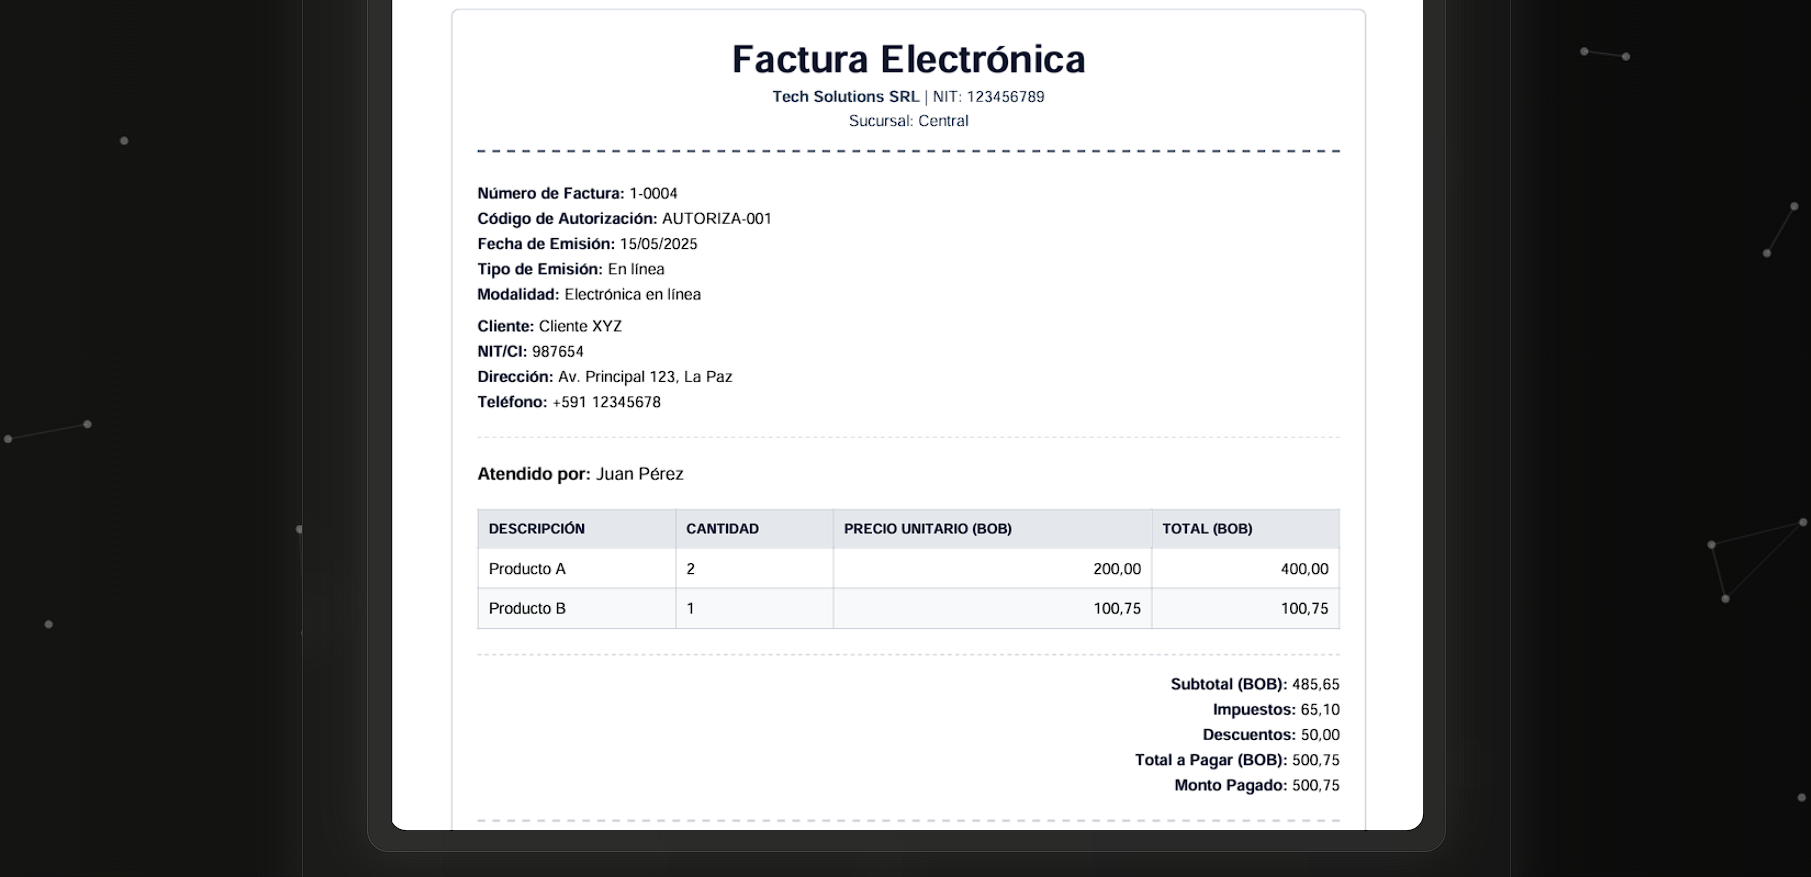 Factura Electrónica
Tech Solutions SRL | NIT: 123456789
Sucursal: Central
Número de Factura: 1-0004
Código de Autorización: AUTORIZA-001
Fecha de Emisión: 15/05/2025
Tipo de Emisión: En línea
Modalidad: Electrónica en línea
Cliente: Cliente XYZ
NIT/CI: 987654
Dirección: Av. Principal 123, La Paz
Teléfono: +591 12345678
Atendido por: Juan Pérez
DESCRIPCIÓN CANTIDAD PRECIO UNITARIO (BOB) TOTAL (BOB)
Producto A 2 200,00 400,00
Producto B 1 100,75 100,75
Subtotal (BOB): 485,65
Impuestos: 65,10
Descuentos: 50,00
Total a Pagar (BOB): 500,75
Monto Pagado: 500,75